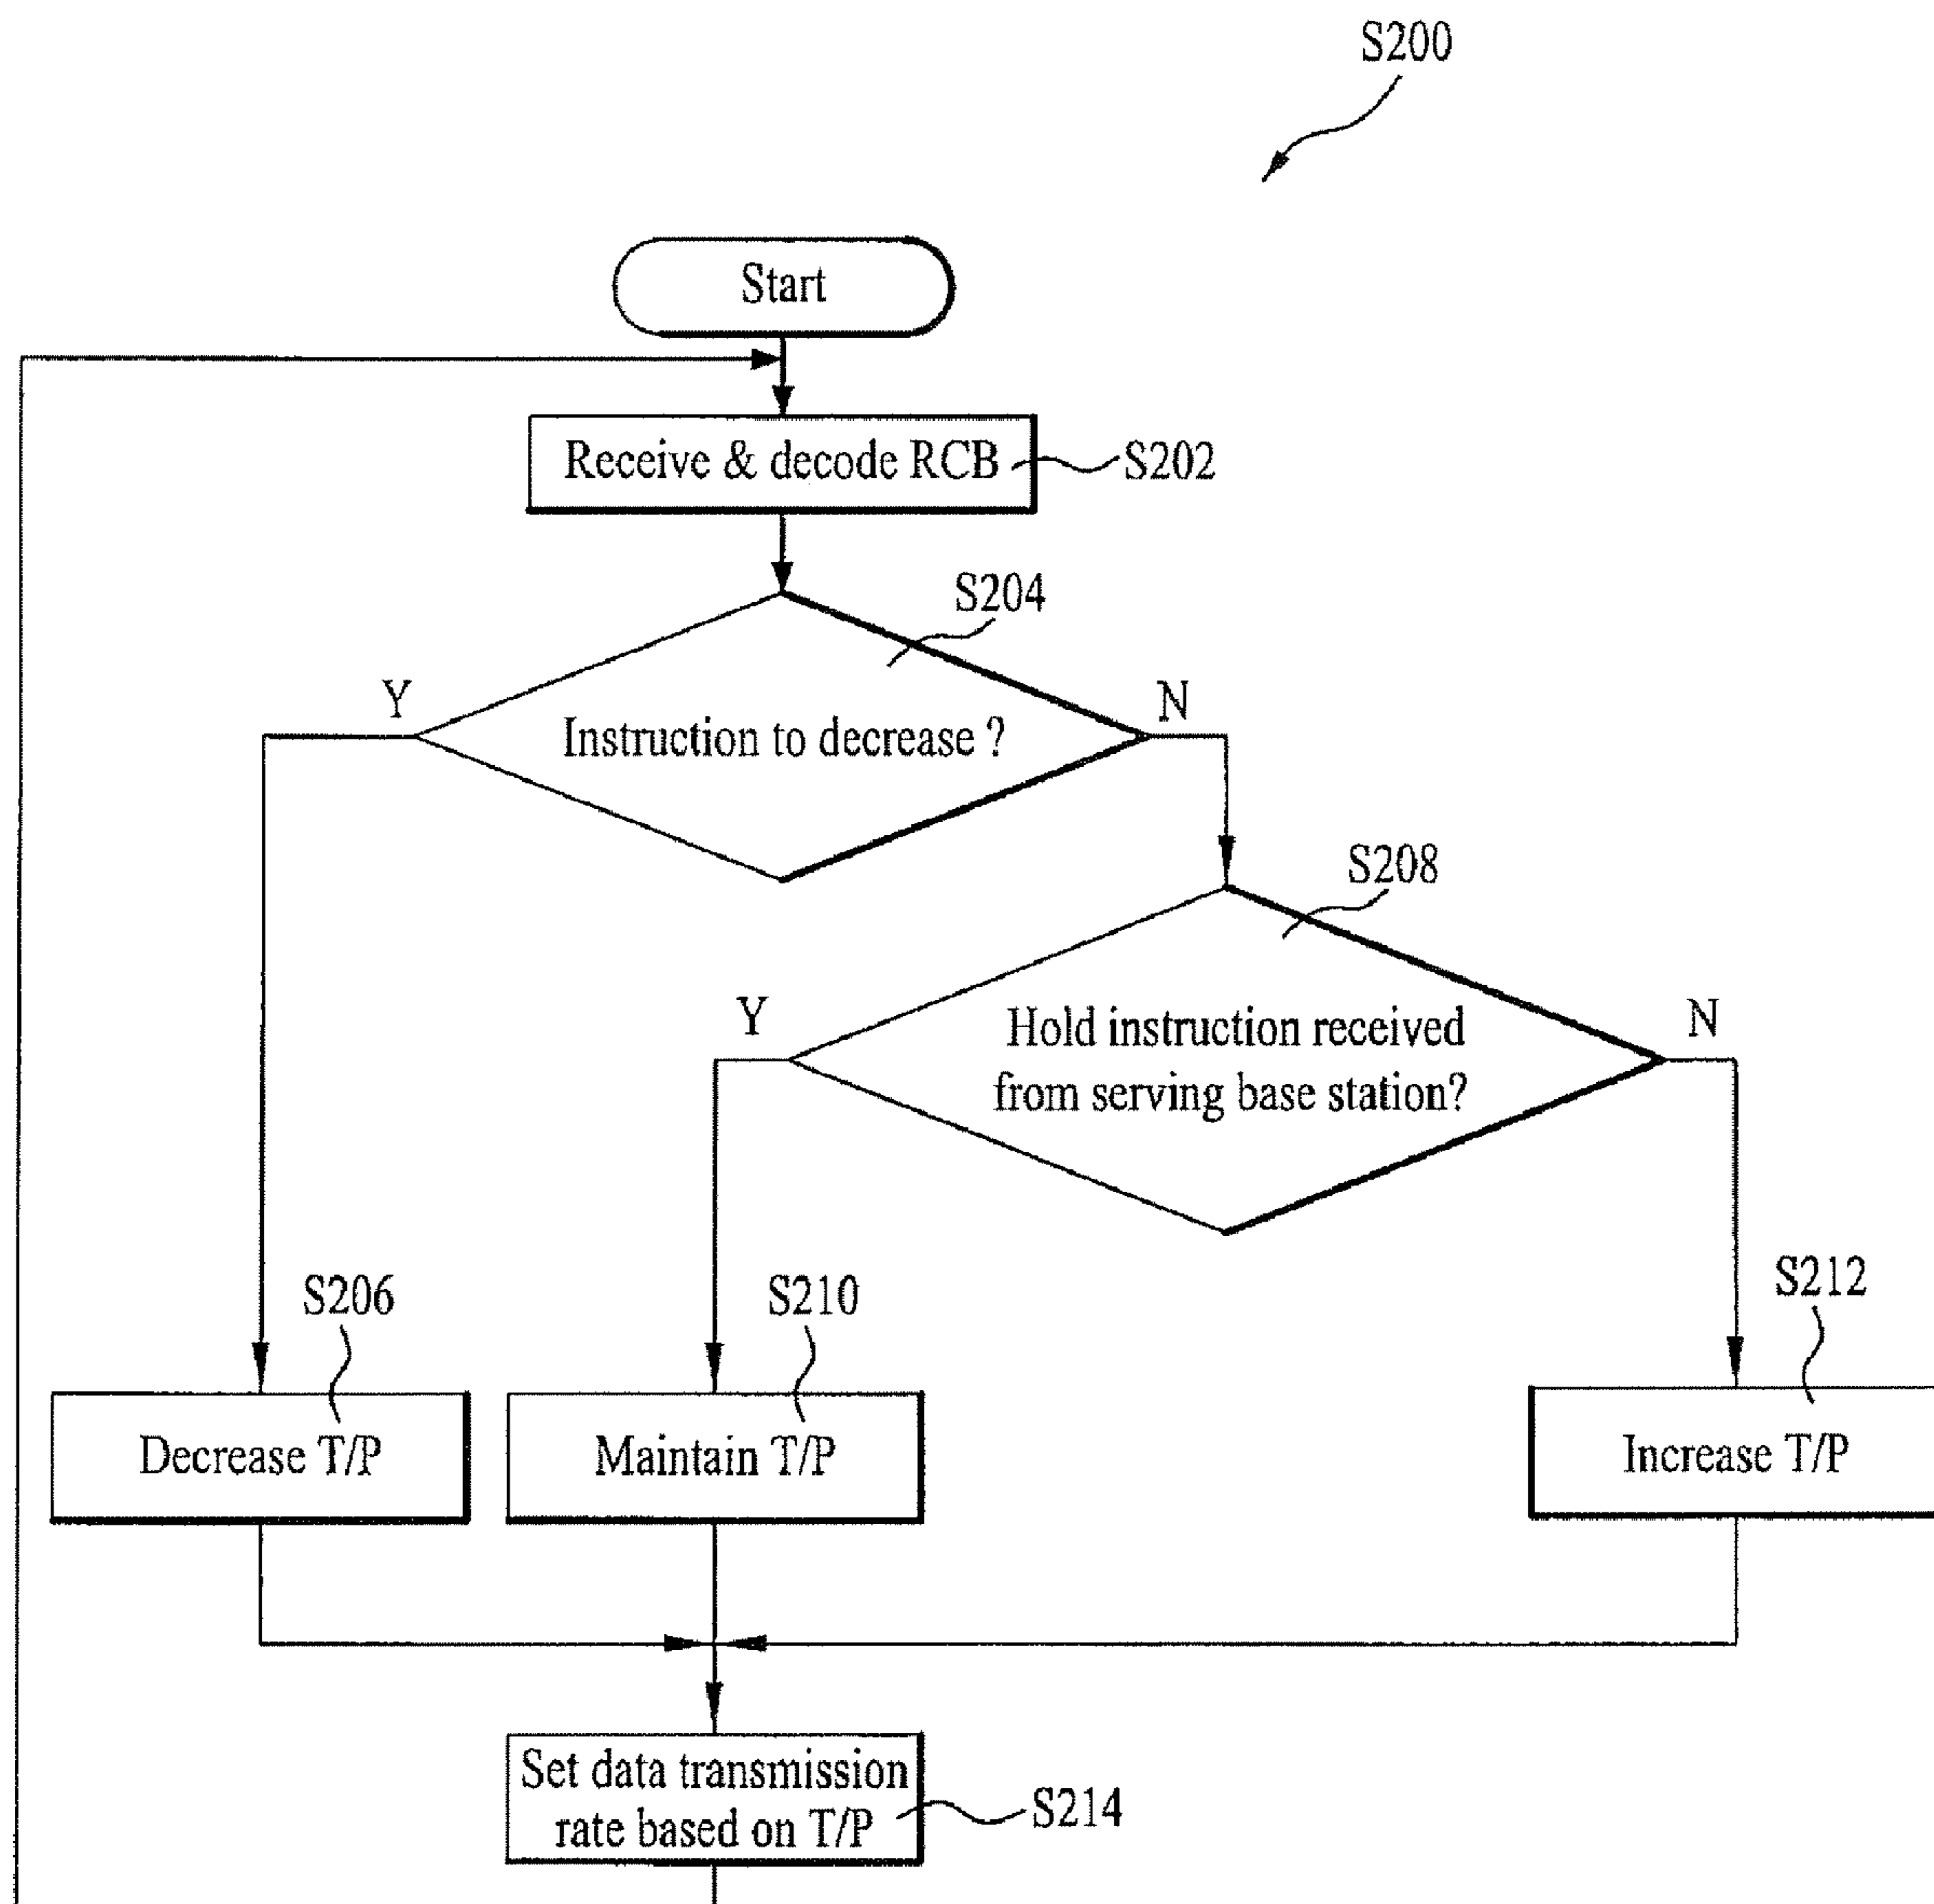 S200
Start
Receive & decode RCB
S202
S204
Y
N
Instruction to decrease ?
S208
Y
N
Hold instruction received
from serving base station?
S206
S210
S212
Decrease T/P
Maintain T/P
Increase T/P
Set data transmission
rate based on T/P
S214